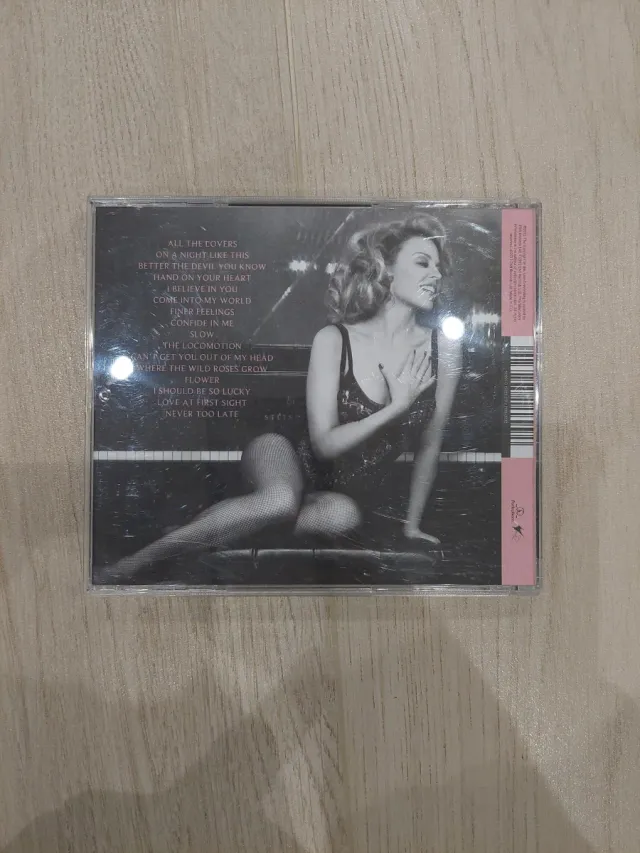 ALL THE LOVERS
ON A NIGHT LIKE THIS
BETTER THE DEVIL YOU KNOW
HAND ON YOUR HEART
I BELIEVE IN YOU
COME INTO MY WORLD
FINER FEELINGS
CONFIDE IN ME
SLOW
THE LOCOMOTION
CAN'T GET YOU OUT OF MY HEAD
WHERE THE WILD ROSES GROW
FLOWER
I SHOULD BE SO LUCKY
LOVE AT FIRST SIGHT
NEVER TOO LATE